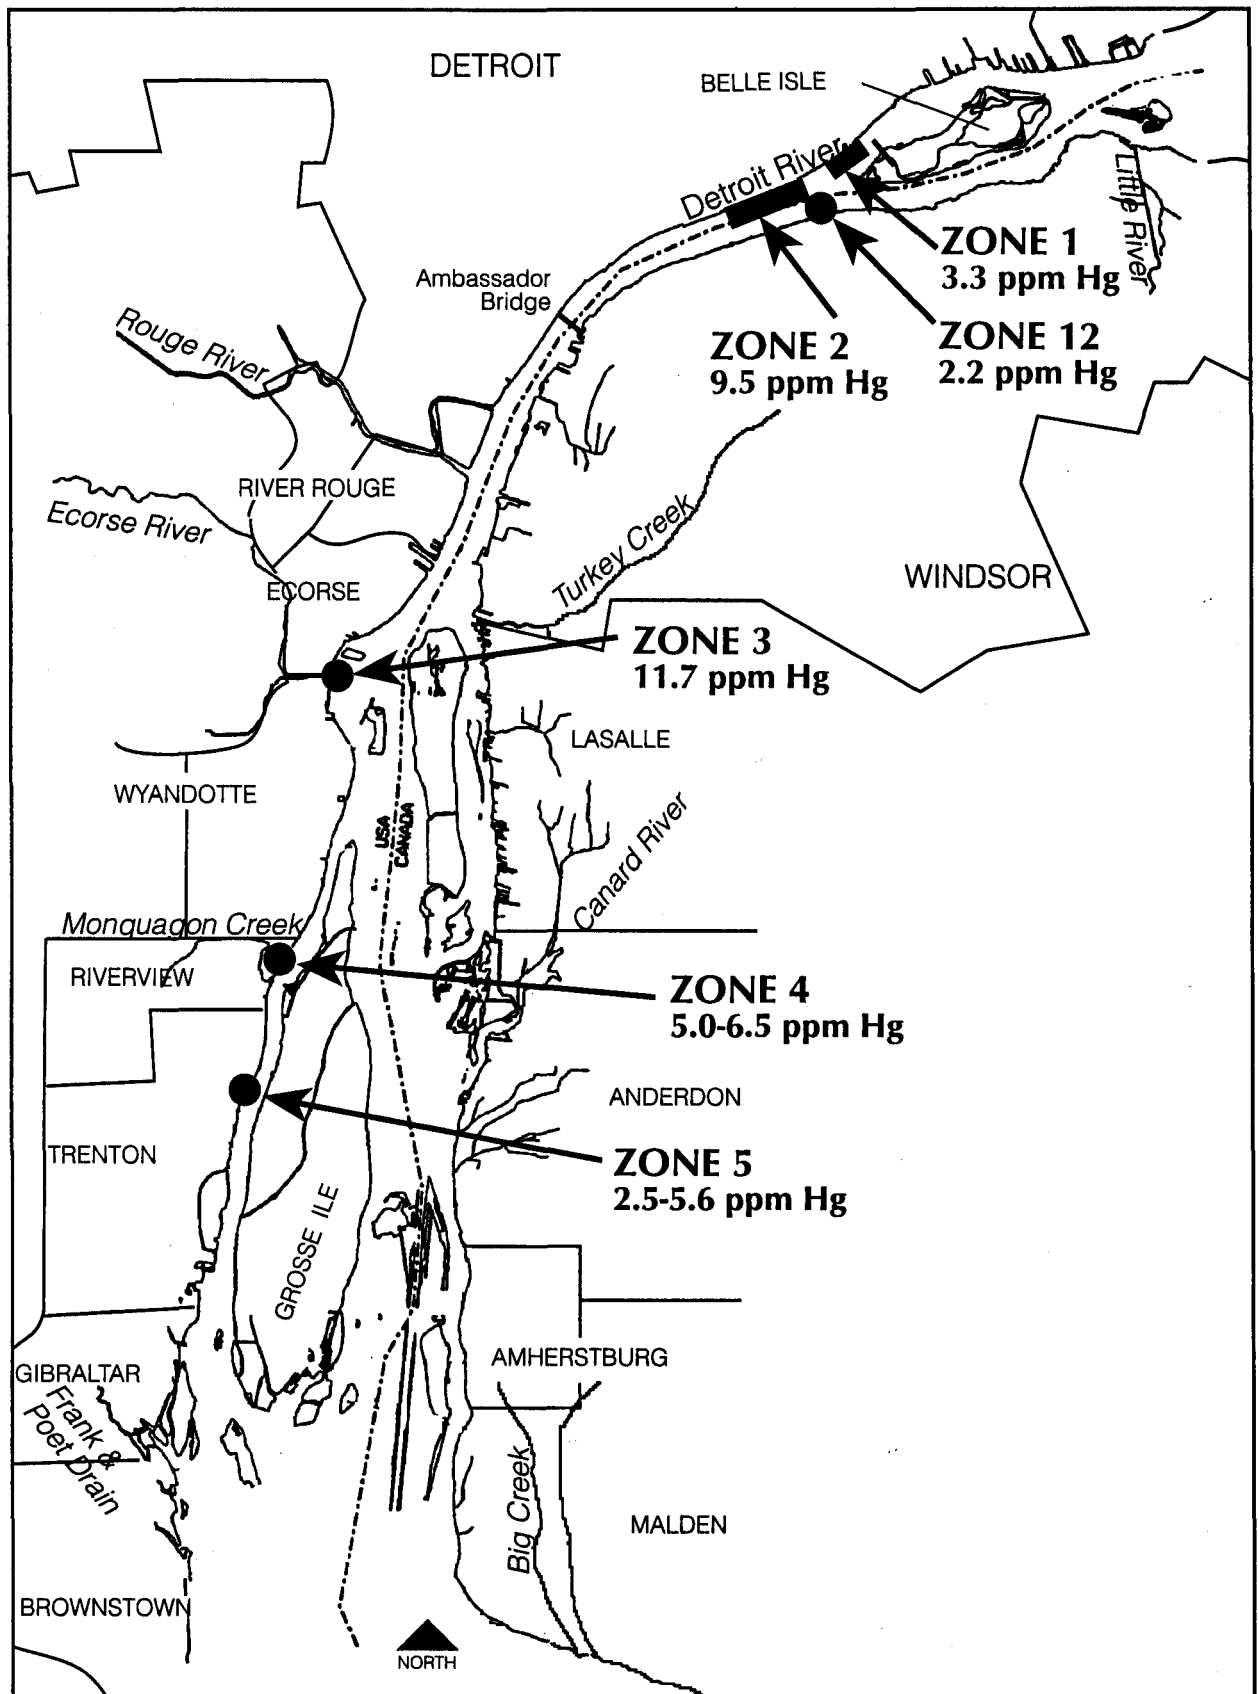 DETROIT
BELLE ISLE
Detroit River
Little River
ZONE 1
3.3 ppm Hg
Ambassador
Bridge
ZONE 12
2.2 ppm Hg
ZONE 2
9.5 ppm Hg
Rouge River
RIVER ROUGE
Ecorse River
Turkey Creek
WINDSOR
ECORSE
ZONE 3
11.7 ppm Hg
LASALLE
WYANDOTTE
USA
CANADA
Canard River
Monquagon Creek
RIVERVIEW
ZONE 4
5.0-6.5 ppm Hg
ANDERDON
TRENTON
ZONE 5
2.5-5.6 ppm Hg
GROSSE ILE
AMHERSTBURG
GIBRALTAR
Frank &
Poet Drain
Big Creek
MALDEN
BROWNSTOWN
NORTH